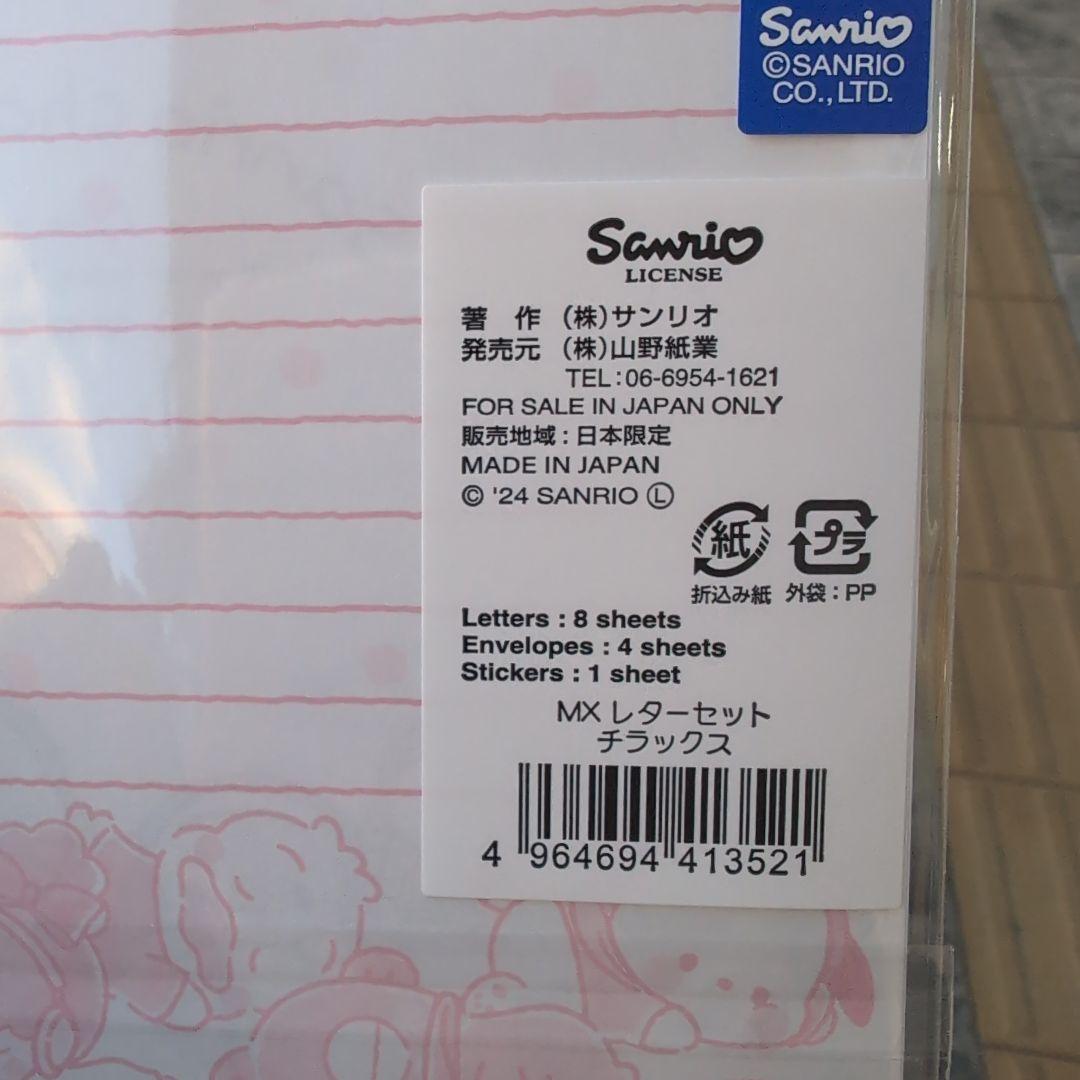 Sanrio
©SANRIO
CO.,LTD.
Sanrio
LICENSE
著　作　(株)サンリオ
発売元　(株)山野紙業
TEL:06-6954-1621
FOR SALE IN JAPAN ONLY
販売地域:日本限定
MADE IN JAPAN
© '24 SANRIO Ⓛ
紙 プラ
折込み紙 外袋:PP
Letters : 8 sheets
Envelopes : 4 sheets
Stickers : 1 sheet
MX レターセット
チラックス
4 964694 413521